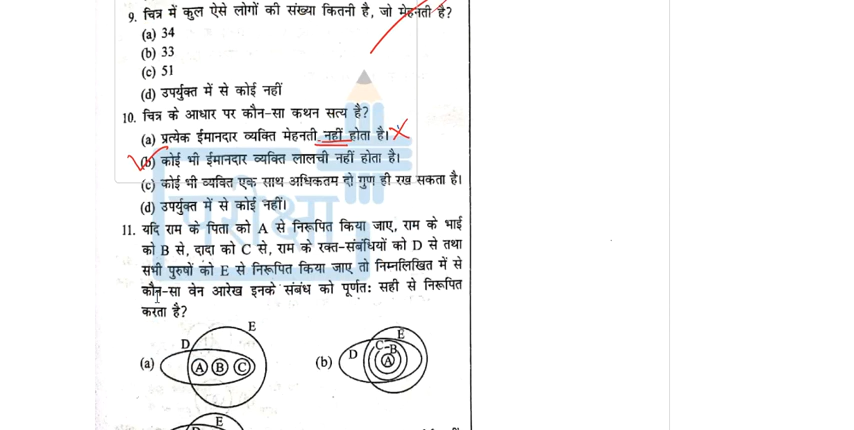 9. चित्र में कुल ऐसे लोगों की संख्या कितनी है, जो मेहनती है?
(a) 34
(b) 33
(c) 51
(d) उपर्युक्त में से कोई नहीं
10. चित्र के आधार पर कौन-सा कथन सत्य है?
(a) प्रत्येक ईमानदार व्यक्ति मेहनती नहीं होता है।
(b) कोई भी ईमानदार व्यक्ति लालची नहीं होता है।
(c) कोई भी व्यक्ति एक साथ अधिकतम दो गुण ही रख सकता है।
(d) उपर्युक्त में से कोई नहीं।
परीक्षा
11. यदि राम के पिता को A से निरूपित किया जाए, राम के भाई
को B से, दादा को C से, राम के रक्त-संबंधियों को D से तथा
सभी पुरुषों को E से निरूपित किया जाए तो निम्नलिखित में से
कौन-सा वेन आरेख इनके संबंध को पूर्णतः सही से निरूपित
करता है?
(a) D E A B C
(b) D E C B A
E